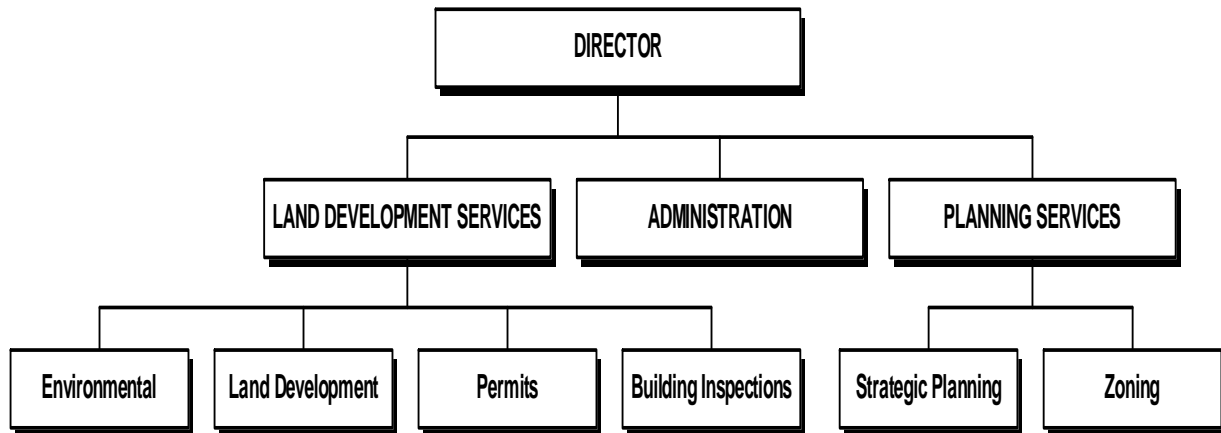 DIRECTOR
LAND DEVELOPMENT SERVICES
ADMINISTRATION
PLANNING SERVICES
Environmental
Land Development
Permits
Building Inspections
Strategic Planning
Zoning